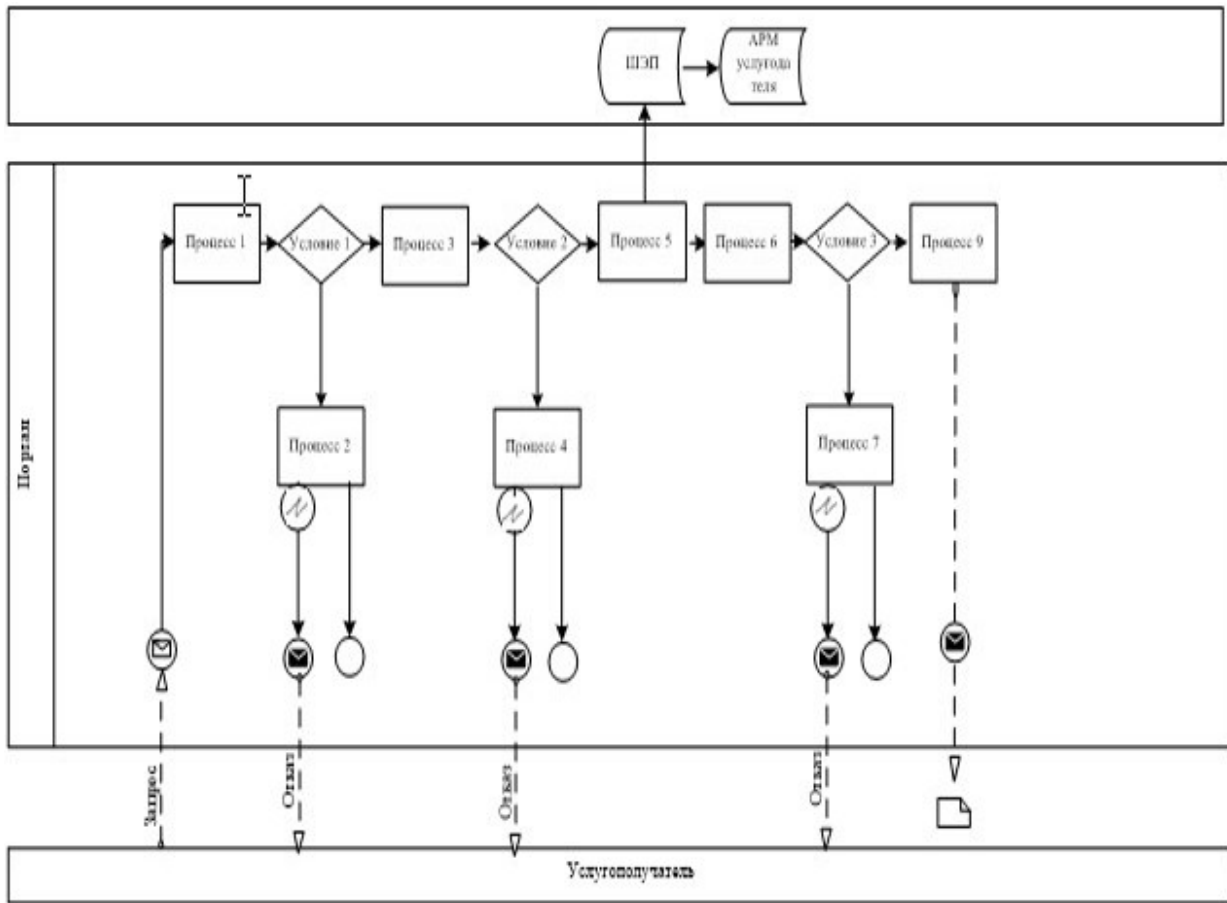 ШЭП
АРМ
услугода
теля
Процесс 1
Условие 1
Процесс 3
Условие 2
Процесс 5
Процесс 6
Условие 3
Процесс 9
Портал
Процесс 2
Процесс 4
Процесс 7
Запрос
Отказ
Отказ
Отказ
Услугополучатель